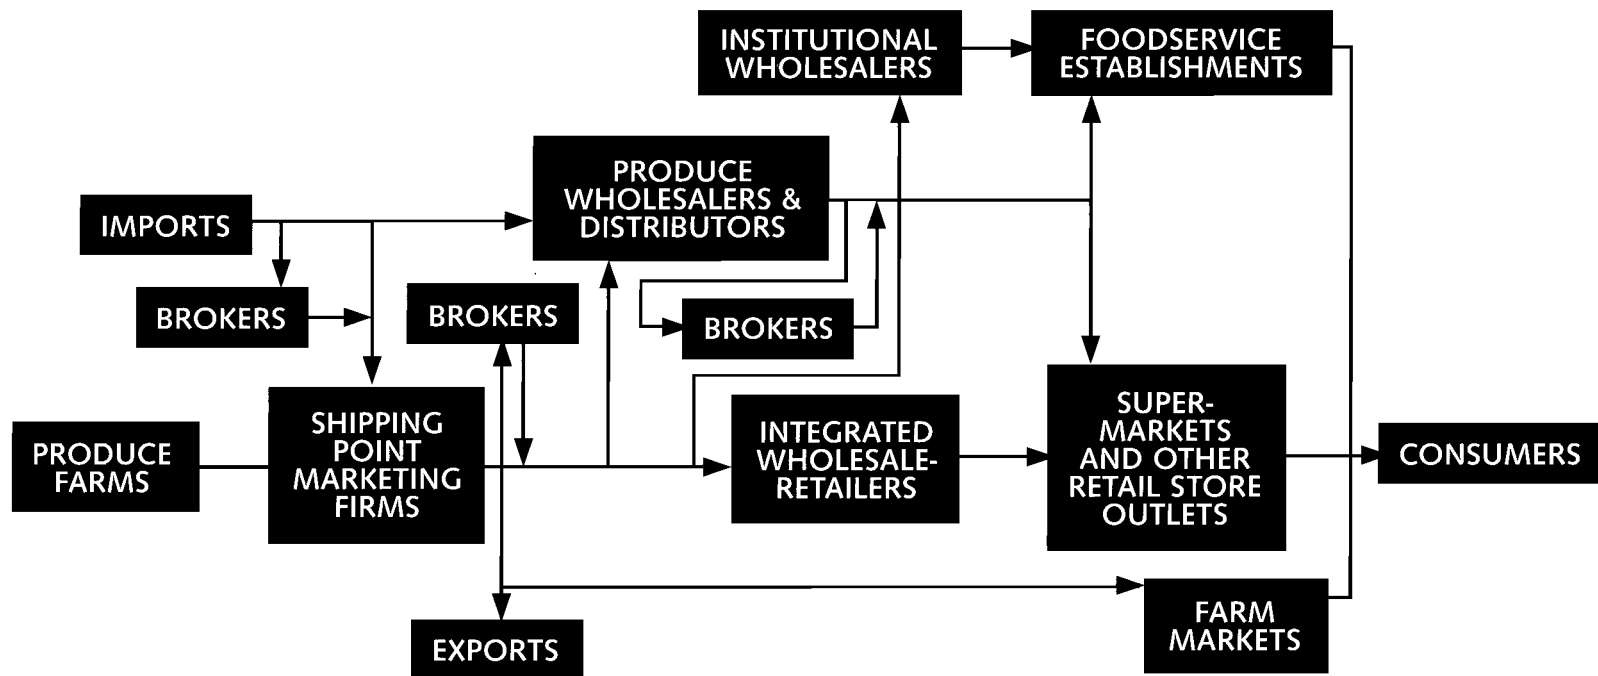 INSTITUTIONAL
WHOLESALERS
FOODSERVICE
ESTABLISHMENTS
PRODUCE
WHOLESALERS &
DISTRIBUTORS
IMPORTS
BROKERS
BROKERS
BROKERS
PRODUCE
FARMS
SHIPPING
POINT
MARKETING
FIRMS
INTEGRATED
WHOLESALE-
RETAILERS
SUPER-
MARKETS
AND OTHER
RETAIL STORE
OUTLETS
CONSUMERS
EXPORTS
FARM
MARKETS